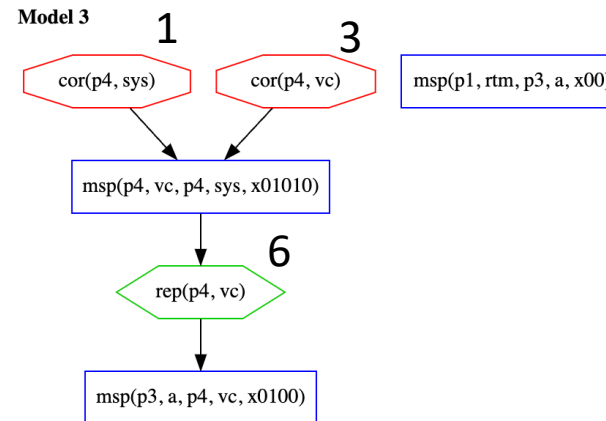 Model 3
1
3
cor(p4, sys)
cor(p4, vc)
msp(p1, rtm, p3, a, x00)
msp(p4, vc, p4, sys, x01010)
6
rep(p4, vc)
msp(p3, a, p4, vc, x0100)